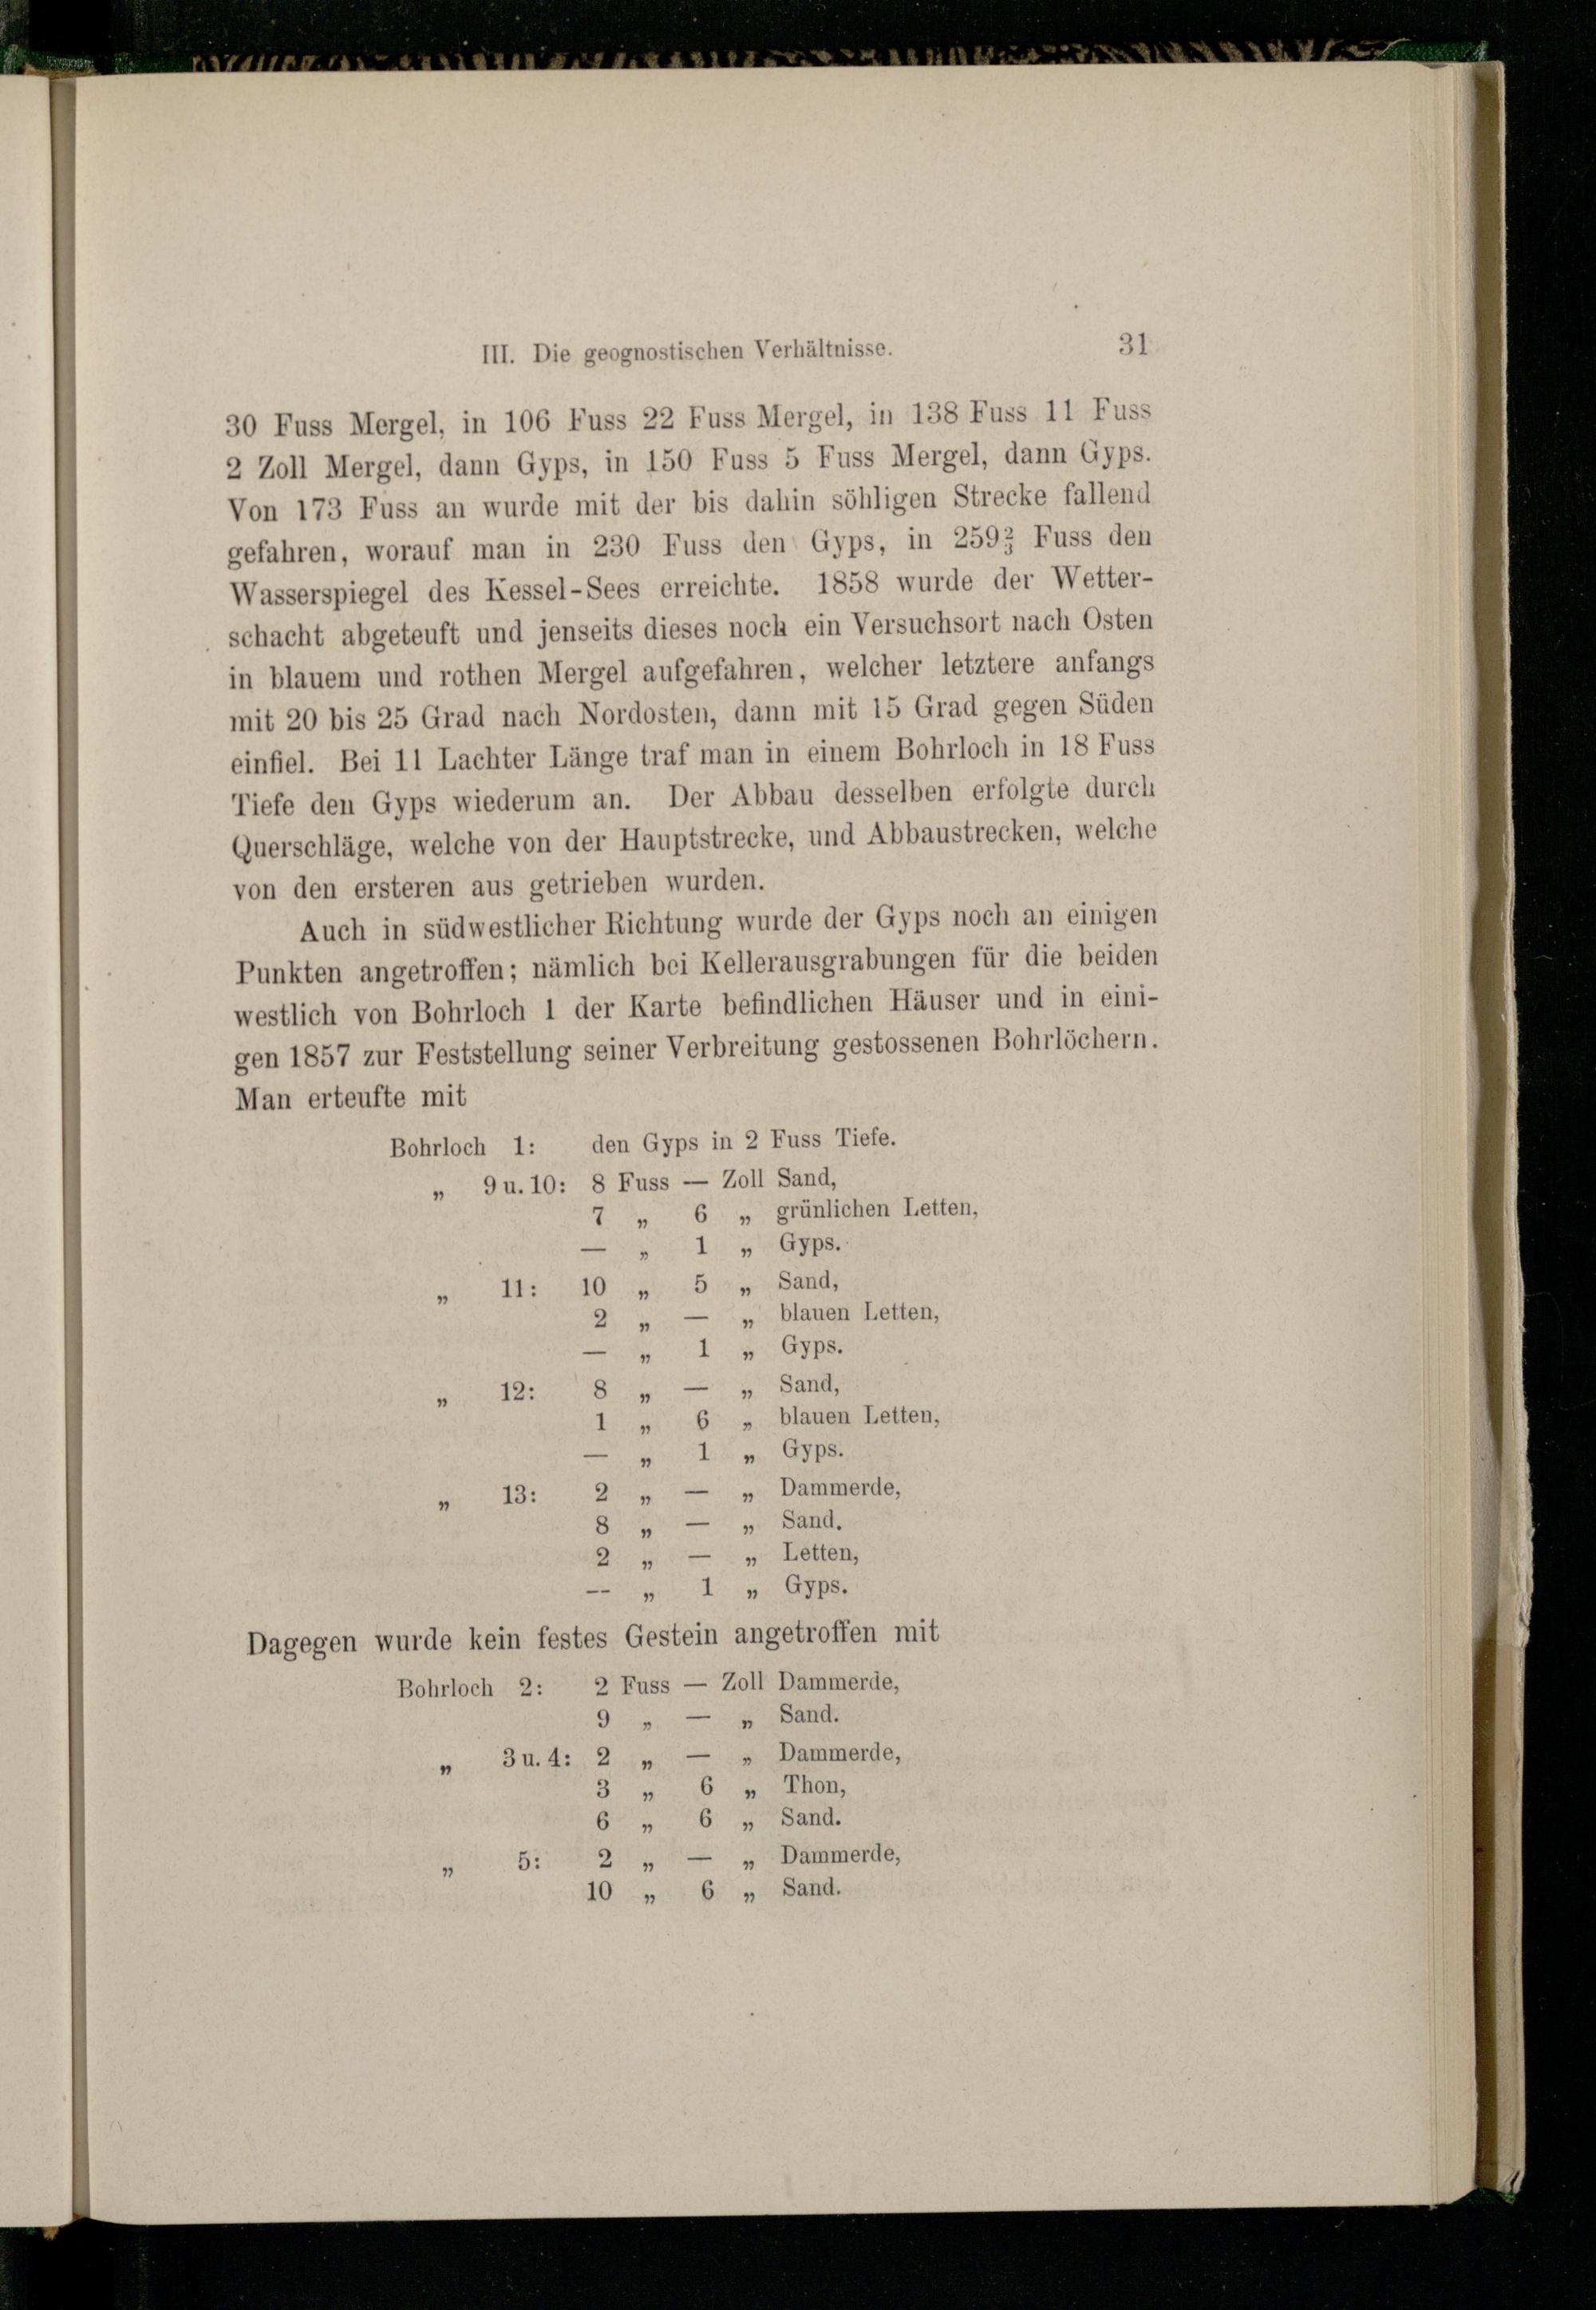 III. Die geognostischen Verhältnisse. 31
30 Fuss Mergel, in 106 Fuss 22 Fuss Mergel, in 138 Fuss 11 Fuss
2 Zoll Mergel, dann Gyps, in 150 Fuss 5 Fuss Mergel, dann Gyps.
Von 173 Fuss an wurde mit der bis dahin söhligen Strecke fallend
gefahren, worauf man in 230 Fuss den Gyps, in 259⅔ Fuss den
Wasserspiegel des Kessel-Sees erreichte. 1858 wurde der Wetter-
schacht abgeteuft und jenseits dieses noch ein Versuchsort nach Osten
in blauem und rothen Mergel aufgefahren, welcher letztere anfangs
mit 20 bis 25 Grad nach Nordosten, dann mit 15 Grad gegen Süden
einfiel. Bei 11 Lachter Länge traf man in einem Bohrloch in 18 Fuss
Tiefe den Gyps wiederum an. Der Abbau desselben erfolgte durch
Querschläge, welche von der Hauptstrecke, und Abbaustrecken, welche
von den ersteren aus getrieben wurden.
Auch in südwestlicher Richtung wurde der Gyps noch an einigen
Punkten angetroffen; nämlich bei Kellerausgrabungen für die beiden
westlich von Bohrloch 1 der Karte befindlichen Häuser und in eini-
gen 1857 zur Feststellung seiner Verbreitung gestossenen Bohrlöchern.
Man erteufte mit
Bohrloch 1: den Gyps in 2 Fuss Tiefe.
„ 9 u. 10: 8 Fuss — Zoll Sand,
7 „ 6 „ grünlichen Letten,
— „ 1 „ Gyps.
„ 11: 10 „ 5 „ Sand,
2 „ — „ blauen Letten,
— „ 1 „ Gyps.
„ 12: 8 „ — „ Sand,
1 „ 6 „ blauen Letten,
— „ 1 „ Gyps.
„ 13: 2 „ — „ Dammerde,
8 „ — „ Sand.
2 „ — „ Letten,
— „ 1 „ Gyps.
Dagegen wurde kein festes Gestein angetroffen mit
Bohrloch 2: 2 Fuss — Zoll Dammerde,
9 „ — „ Sand.
„ 3 u. 4: 2 „ — „ Dammerde,
3 „ 6 „ Thon,
6 „ 6 „ Sand.
„ 5: 2 „ — „ Dammerde,
10 „ 6 „ Sand.